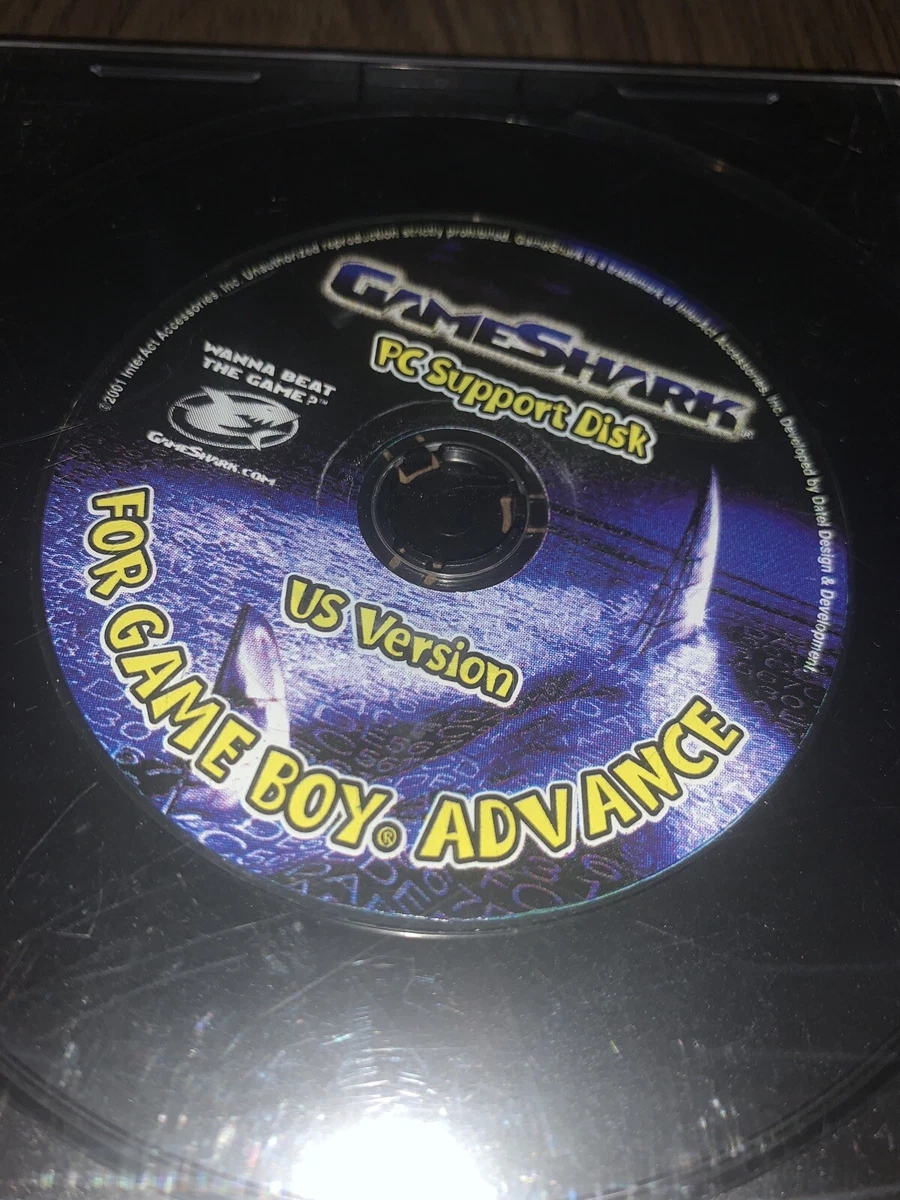 ©2001 InterAct Accessories, Inc. Unauthorized reproduction strictly prohibited. GameShark is a trademark of InterAct Accessories, Inc. Developed by Datel Design & Development.
GAMESHARK
PC Support Disk
WANNA BEAT
THE GAME?™
GAMESHARK.COM
US Version
FOR GAME BOY® ADVANCE